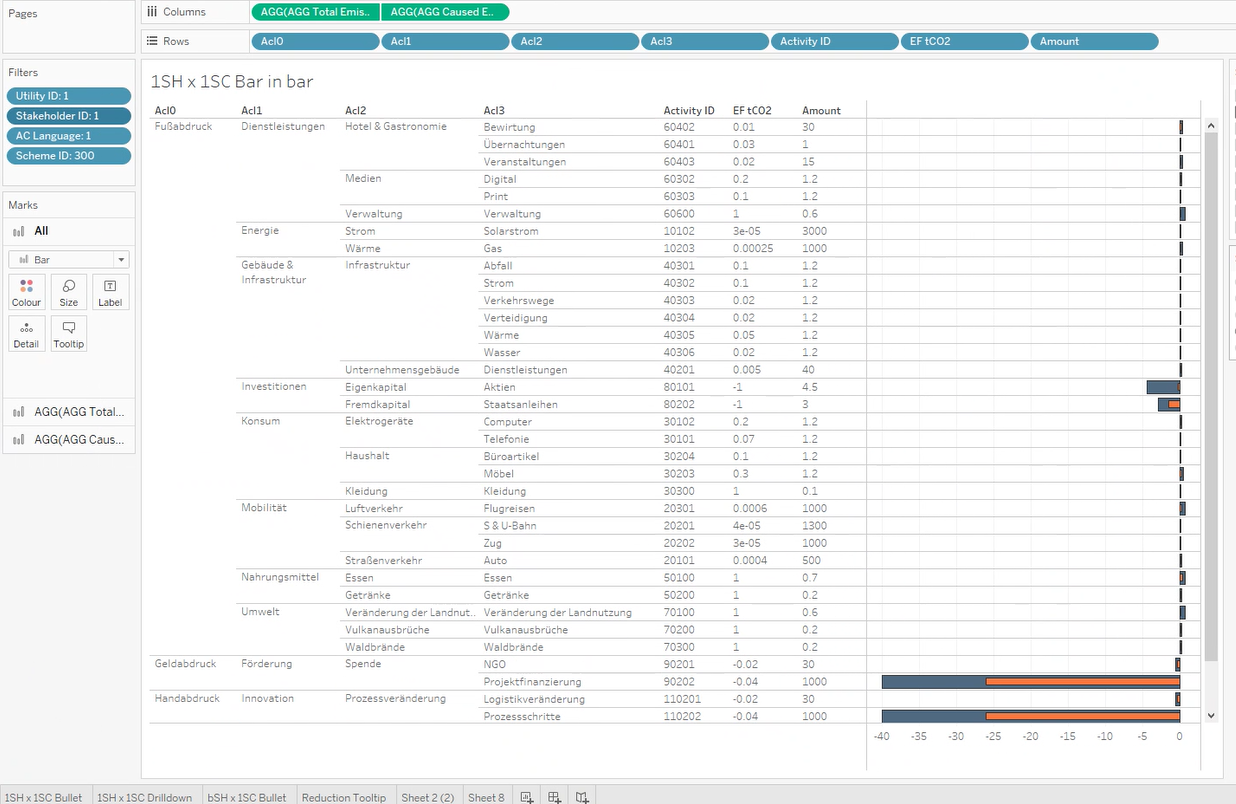 Pages
Columns AGG(AGG Total Emis.. AGG(AGG Caused E..
Rows Acl0 Acl1 Acl2 Acl3 Activity ID EF tCO2 Amount
Filters
Utility ID: 1
Stakeholder ID: 1
AC Language: 1
Scheme ID: 300
Marks
All
Bar
Colour Size Label
Detail Tooltip
AGG(AGG Total...
AGG(AGG Caus...
1SH x 1SC Bar in bar
Acl0 Acl1 Acl2 Acl3 Activity ID EF tCO2 Amount
Fußabdruck Dienstleistungen Hotel & Gastronomie Bewirtung 60402 0.01 30
Übernachtungen 60401 0.03 1
Veranstaltungen 60403 0.02 15
Medien Digital 60302 0.2 1.2
Print 60303 0.1 1.2
Verwaltung Verwaltung 60600 1 0.6
Energie Strom Solarstrom 10102 3e-05 3000
Wärme Gas 10203 0.00025 1000
Gebäude & Infrastruktur Abfall 40301 0.1 1.2
Infrastruktur Strom 40302 0.1 1.2
Verkehrswege 40303 0.02 1.2
Verteidigung 40304 0.02 1.2
Wärme 40305 0.05 1.2
Wasser 40306 0.02 1.2
Unternehmensgebäude Dienstleistungen 40201 0.005 40
Investitionen Eigenkapital Aktien 80101 -1 4.5
Fremdkapital Staatsanleihen 80202 -1 3
Konsum Elektrogeräte Computer 30102 0.2 1.2
Telefonie 30101 0.07 1.2
Haushalt Büroartikel 30204 0.1 1.2
Möbel 30203 0.3 1.2
Kleidung Kleidung 30300 1 0.1
Mobilität Luftverkehr Flugreisen 20301 0.0006 1000
Schienenverkehr S & U-Bahn 20201 4e-05 1300
Zug 20202 3e-05 1000
Straßenverkehr Auto 20101 0.0004 500
Nahrungsmittel Essen Essen 50100 1 0.7
Getränke Getränke 50200 1 0.2
Umwelt Veränderung der Landnut.. Veränderung der Landnutzung 70100 1 0.6
Vulkanausbrüche Vulkanausbrüche 70200 1 0.2
Waldbrände Waldbrände 70300 1 0.2
Geldabdruck Förderung Spende NGO 90201 -0.02 30
Projektfinanzierung 90202 -0.04 1000
Handabdruck Innovation Prozessveränderung Logistikveränderung 110201 -0.02 30
Prozessschritte 110202 -0.04 1000
-40 -35 -30 -25 -20 -15 -10 -5 0
1SH x 1SC Bullet 1SH x 1SC Drilldown bSH x 1SC Bullet Reduction Tooltip Sheet 2 (2) Sheet 8